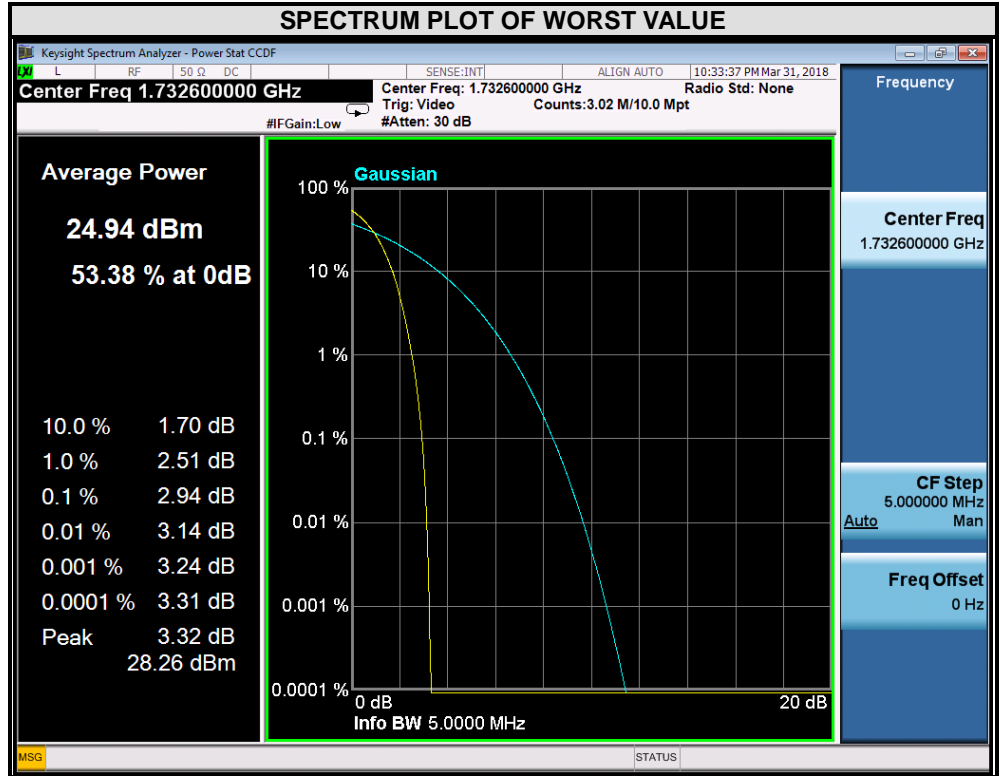 SPECTRUM PLOT OF WORST VALUE
Keysight Spectrum Analyzer - Power Stat CCDF
LXI L RF 50 Ω DC SENSE:INT ALIGN AUTO 10:33:37 PM Mar 31, 2018
Center Freq 1.732600000 GHz
#IFGain:Low
Center Freq: 1.732600000 GHz Radio Std: None
Trig: Video Counts:3.02 M/10.0 Mpt
#Atten: 30 dB
Average Power
24.94 dBm
53.38 % at 0dB
10.0 % 1.70 dB
1.0 % 2.51 dB
0.1 % 2.94 dB
0.01 % 3.14 dB
0.001 % 3.24 dB
0.0001 % 3.31 dB
Peak 3.32 dB
28.26 dBm
Gaussian
100 %
10 %
1 %
0.1 %
0.01 %
0.001 %
0.0001 %
0 dB 20 dB
Info BW 5.0000 MHz
Frequency
Center Freq
1.732600000 GHz
CF Step
5.000000 MHz
Auto Man
Freq Offset
0 Hz
MSG STATUS